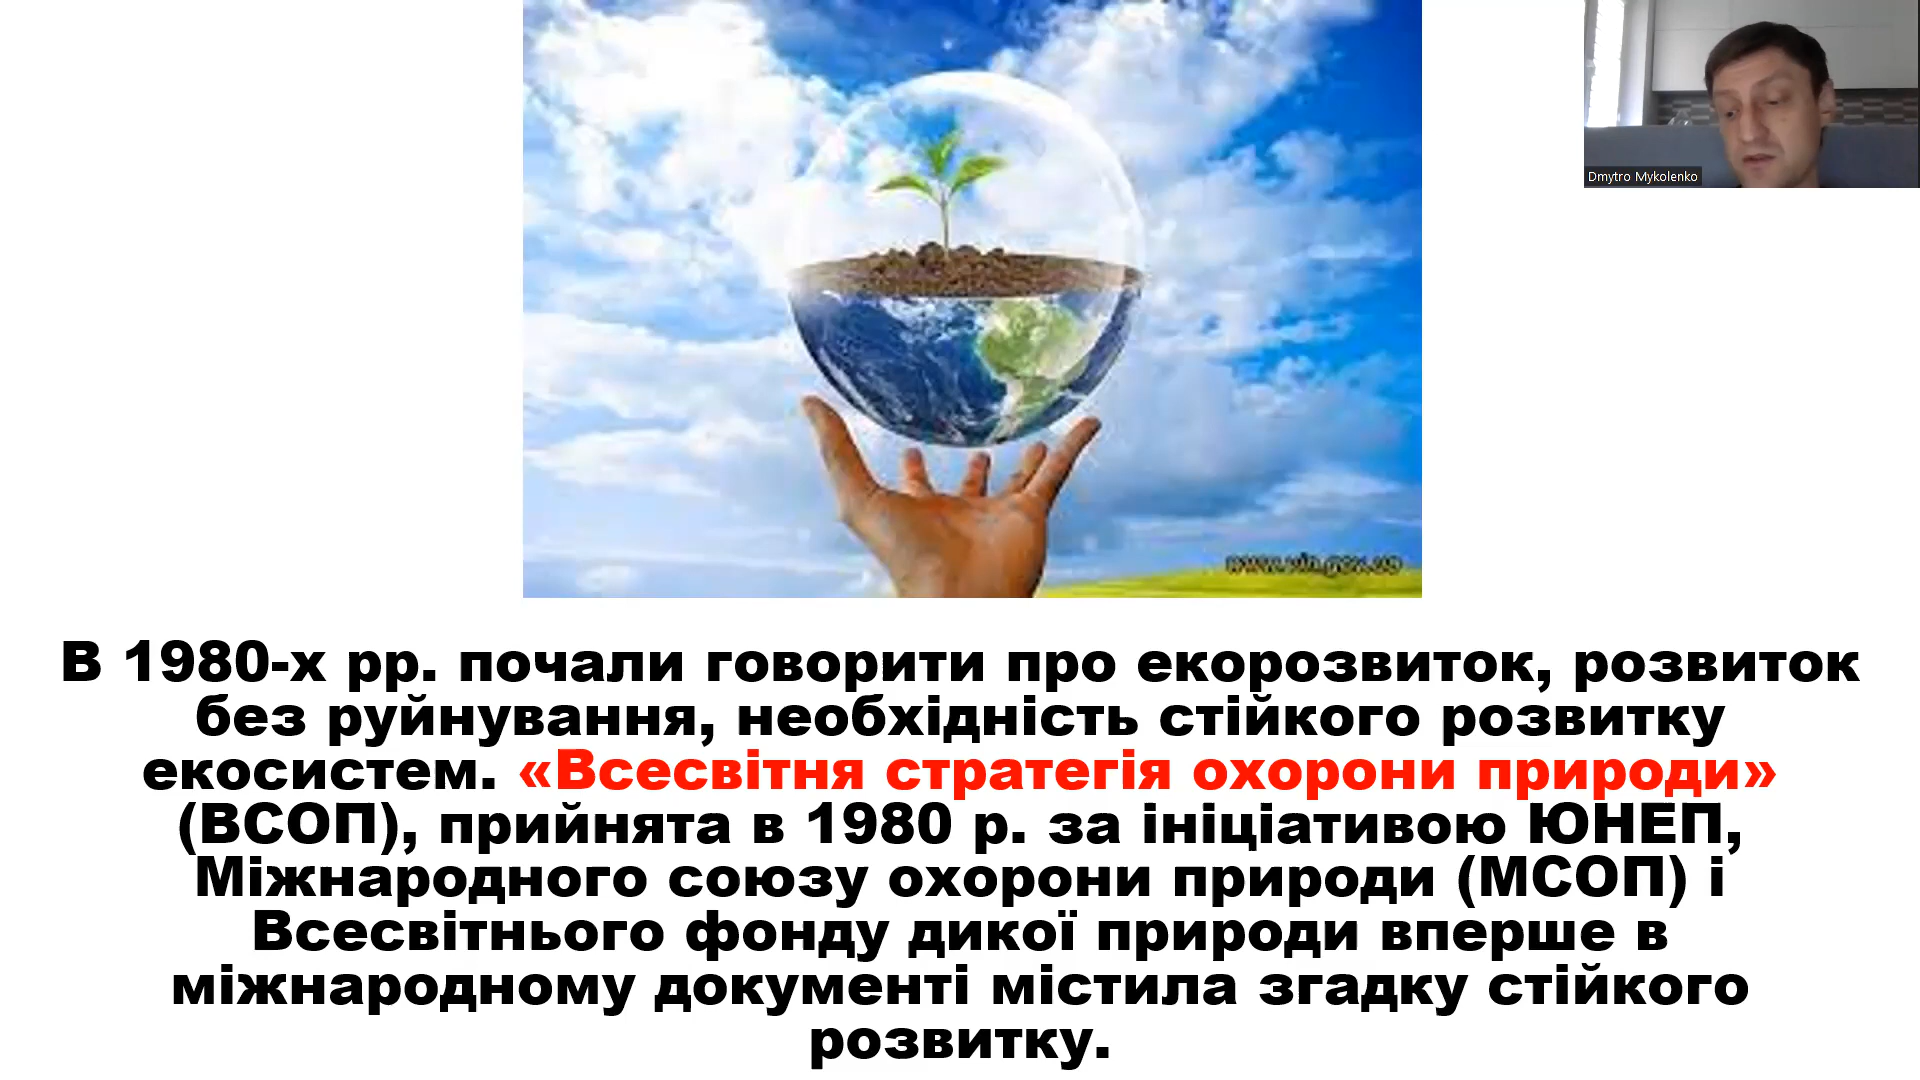 Dmytro Mykolenko
В 1980-х рр. почали говорити про екорозвиток, розвиток
без руйнування, необхідність стійкого розвитку
екосистем. «Всесвітня стратегія охорони природи»
(ВСОП), прийнята в 1980 р. за ініціативою ЮНЕП,
Міжнародного союзу охорони природи (МСОП) і
Всесвітнього фонду дикої природи вперше в
міжнародному документі містила згадку стійкого
розвитку.